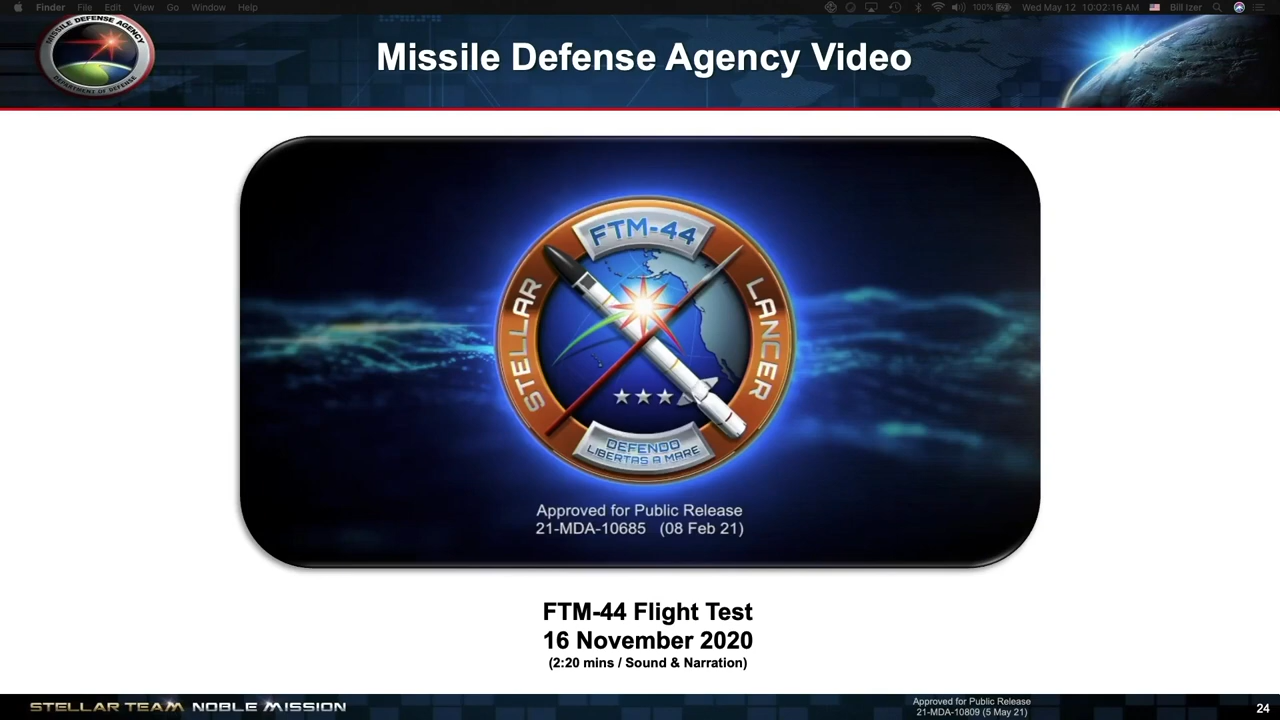 Finder File Edit View Go Window Help 100% Wed May 12 10:02:16 AM Bill Izer
MISSILE DEFENSE AGENCY
DEPARTMENT OF DEFENSE
Missile Defense Agency Video
FTM-44
STELLAR
LANCER
DEFENDO
LIBERTAS A MARE
Approved for Public Release
21-MDA-10685 (08 Feb 21)
FTM-44 Flight Test
16 November 2020
(2:20 mins / Sound & Narration)
STELLAR TEAM NOBLE MISSION
Approved for Public Release
21-MDA-10809 (5 May 21)
24